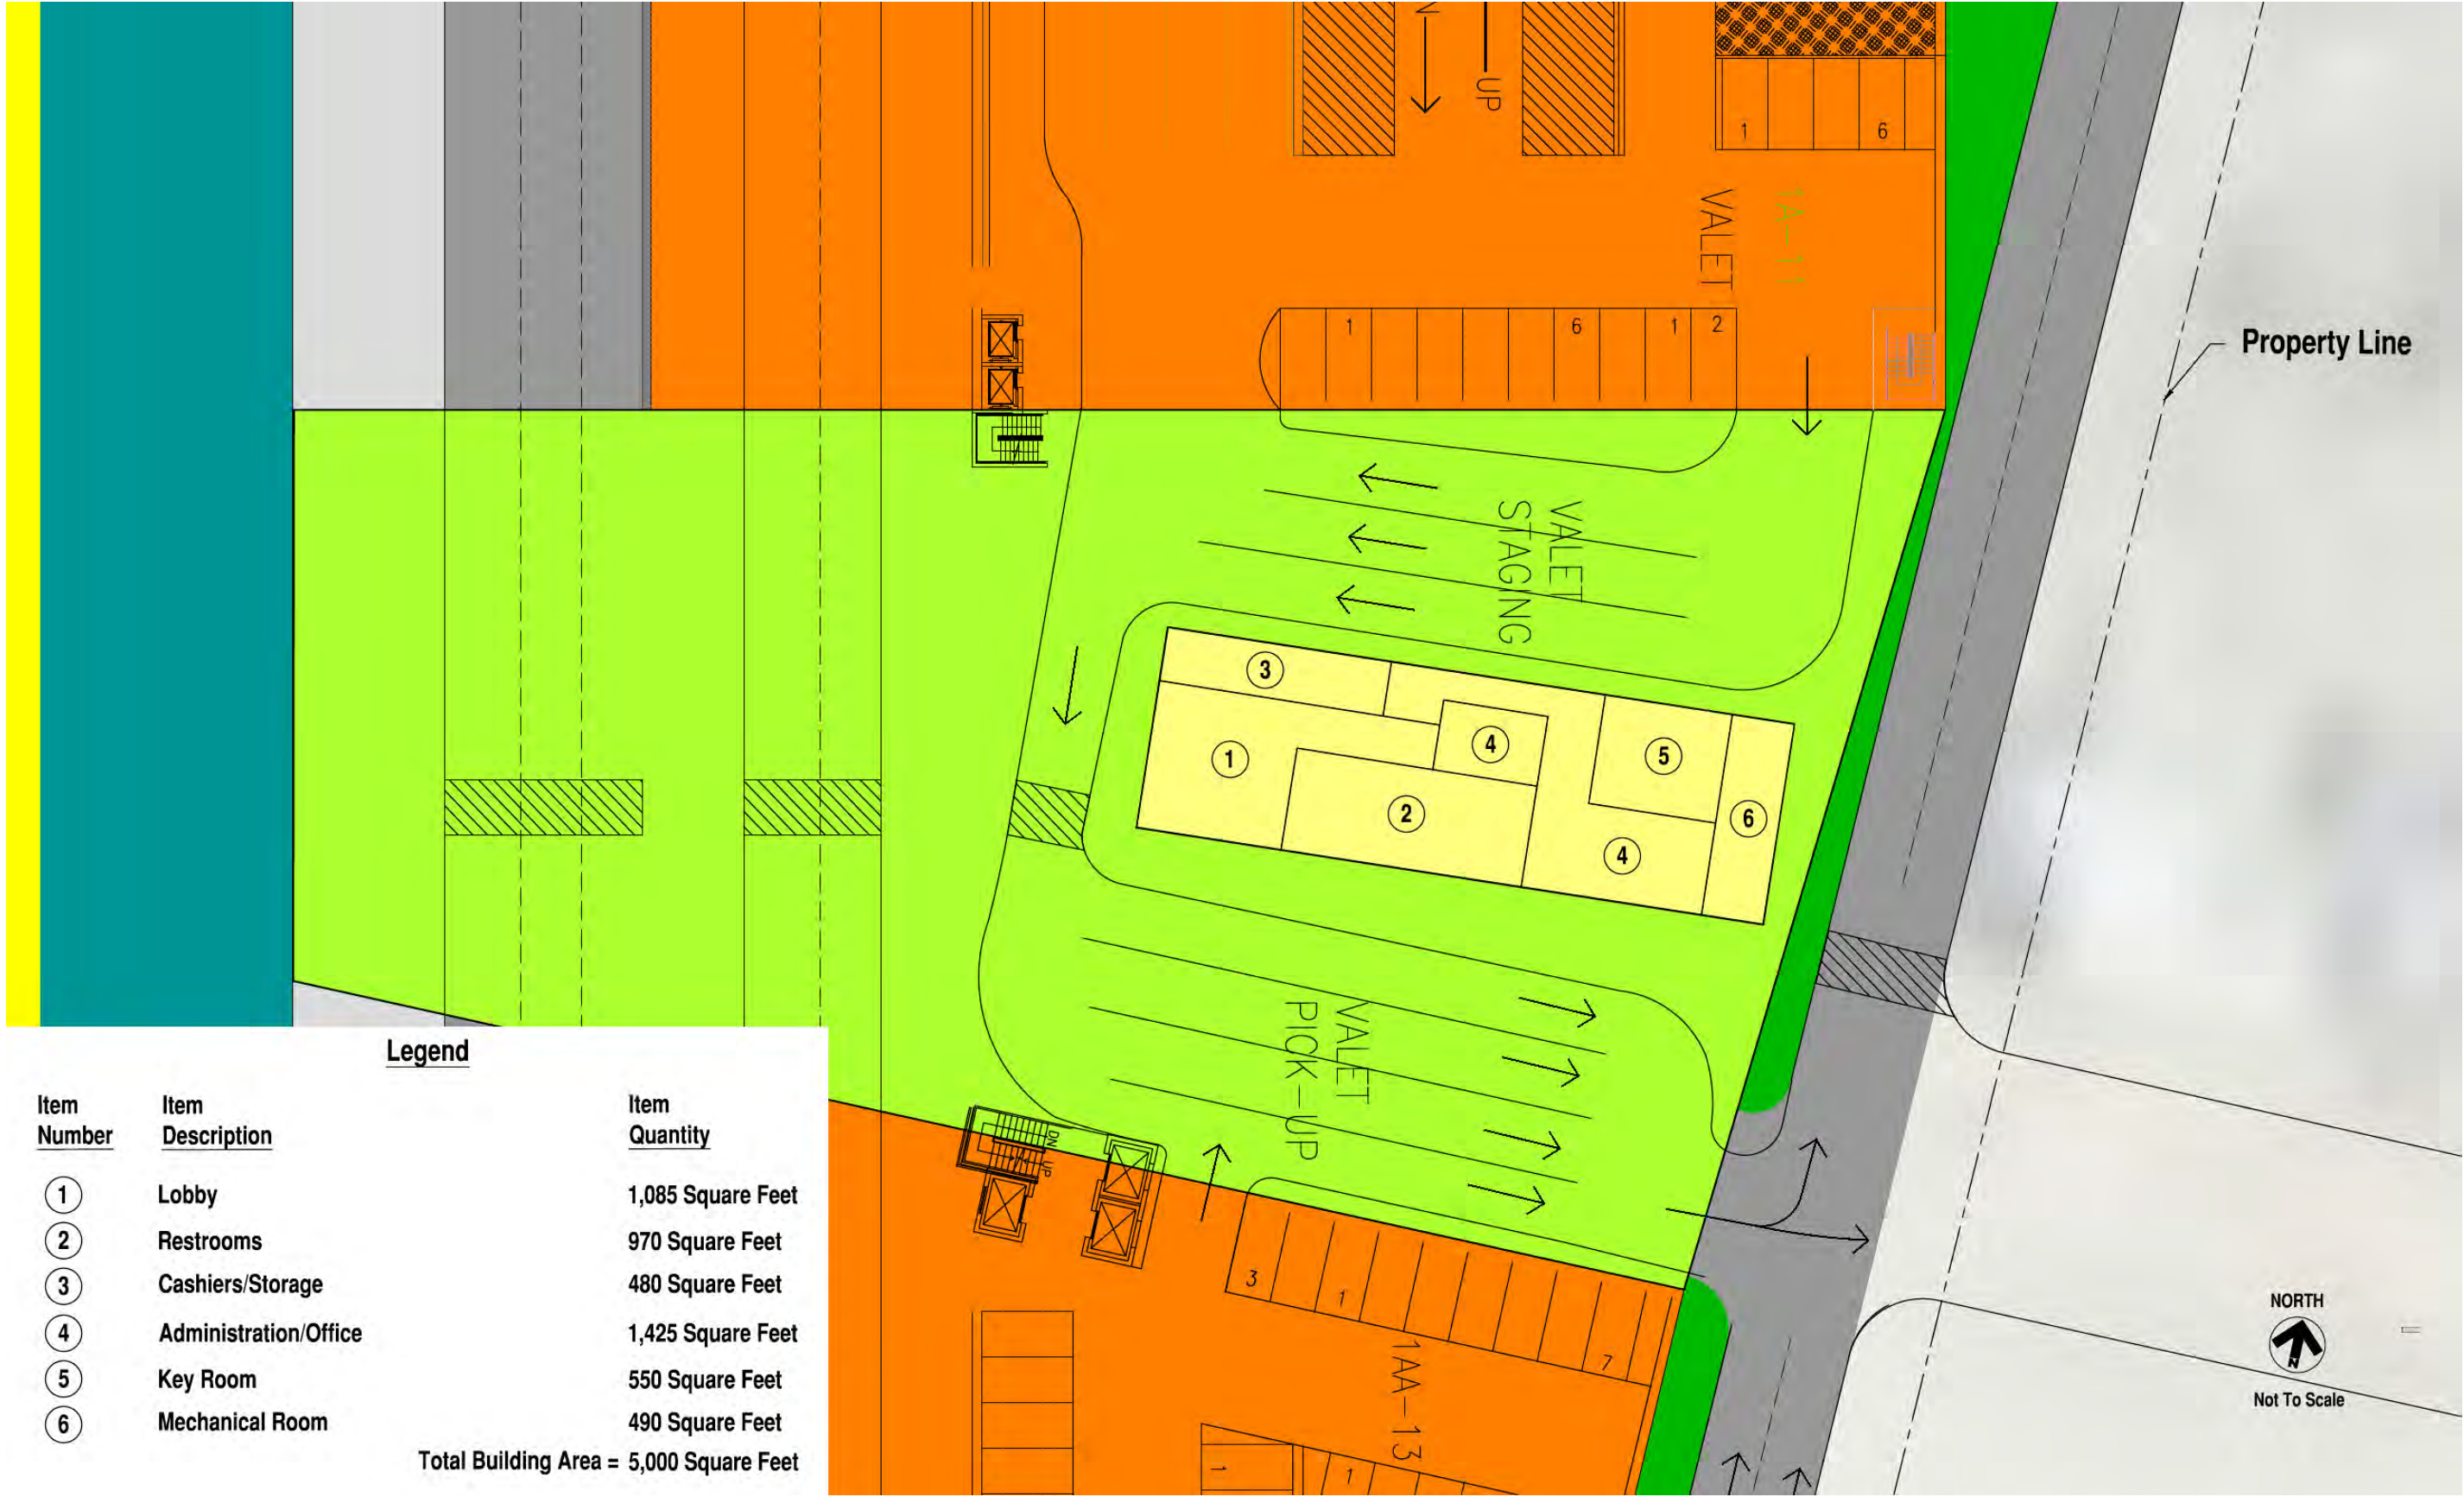 N
UP
1 6
VALET
1A-11
1 6 1 2
Property Line
VALET
STAGING
3
4
5
1
2
6
4
VALET
PICK-UP
DN
UP
3 1 7
1AA-13
1 1
NORTH
N
Not To Scale
Legend
Item Number Item Description Item Quantity
1 Lobby 1,085 Square Feet
2 Restrooms 970 Square Feet
3 Cashiers/Storage 480 Square Feet
4 Administration/Office 1,425 Square Feet
5 Key Room 550 Square Feet
6 Mechanical Room 490 Square Feet
Total Building Area = 5,000 Square Feet